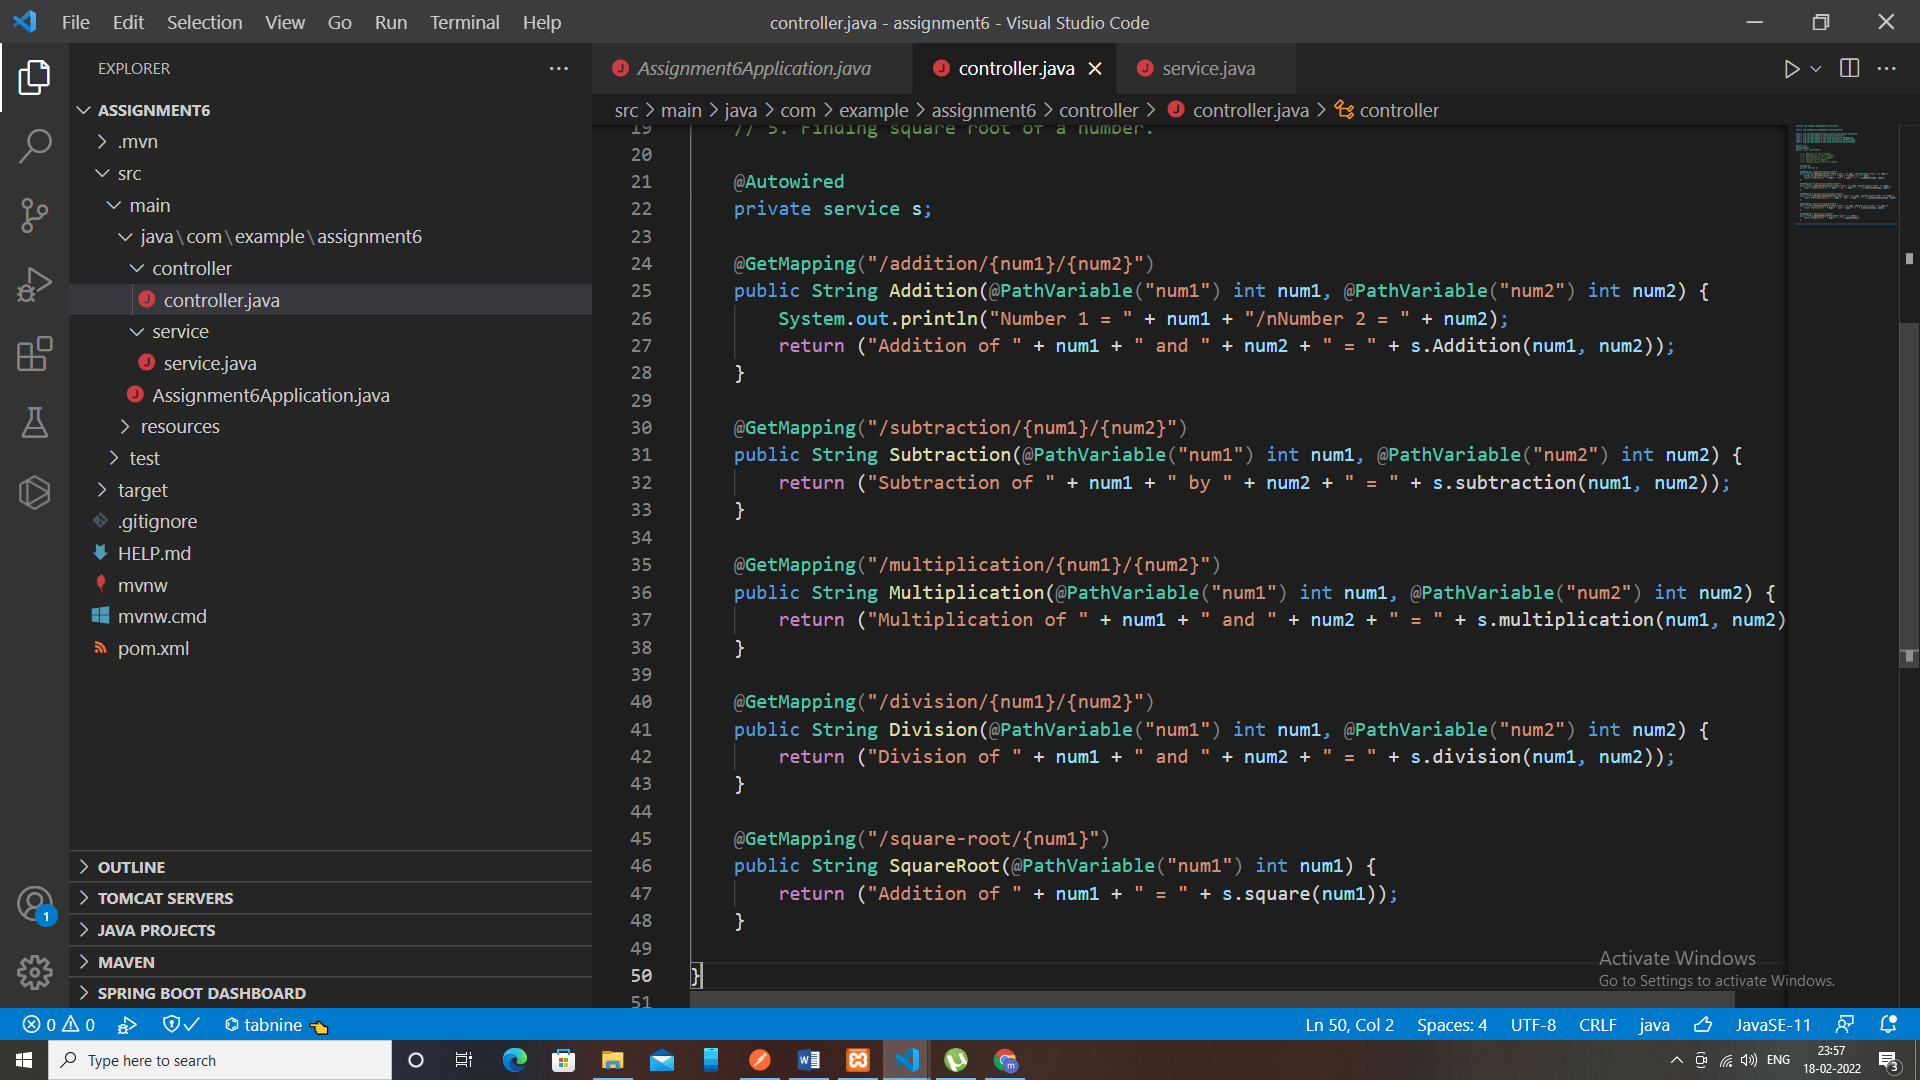 File Edit Selection View Go Run Terminal Help
controller.java - assignment6 - Visual Studio Code
EXPLORER
ASSIGNMENT6
.mvn
src
main
java\com\example\assignment6
controller
controller.java
service
service.java
Assignment6Application.java
resources
test
target
.gitignore
HELP.md
mvnw
mvnw.cmd
pom.xml
OUTLINE
TOMCAT SERVERS
JAVA PROJECTS
MAVEN
SPRING BOOT DASHBOARD
1
Assignment6Application.java controller.java service.java
src > main > java > com > example > assignment6 > controller > controller.java > controller
19 // 5. Finding square root of a number.
20
21 @Autowired
22 private service s;
23
24 @GetMapping("/addition/{num1}/{num2}")
25 public String Addition(@PathVariable("num1") int num1, @PathVariable("num2") int num2) {
26 System.out.println("Number 1 = " + num1 + "/nNumber 2 = " + num2);
27 return ("Addition of " + num1 + " and " + num2 + " = " + s.Addition(num1, num2));
28 }
29
30 @GetMapping("/subtraction/{num1}/{num2}")
31 public String Subtraction(@PathVariable("num1") int num1, @PathVariable("num2") int num2) {
32 return ("Subtraction of " + num1 + " by " + num2 + " = " + s.subtraction(num1, num2));
33 }
34
35 @GetMapping("/multiplication/{num1}/{num2}")
36 public String Multiplication(@PathVariable("num1") int num1, @PathVariable("num2") int num2) {
37 return ("Multiplication of " + num1 + " and " + num2 + " = " + s.multiplication(num1, num2)
38 }
39
40 @GetMapping("/division/{num1}/{num2}")
41 public String Division(@PathVariable("num1") int num1, @PathVariable("num2") int num2) {
42 return ("Division of " + num1 + " and " + num2 + " = " + s.division(num1, num2));
43 }
44
45 @GetMapping("/square-root/{num1}")
46 public String SquareRoot(@PathVariable("num1") int num1) {
47 return ("Addition of " + num1 + " = " + s.square(num1));
48 }
49
50 }
51
Activate Windows
Go to Settings to activate Windows.
0 0 tabnine
Ln 50, Col 2 Spaces: 4 UTF-8 CRLF java JavaSE-11
Type here to search
ENG
23:57
18-02-2022
3